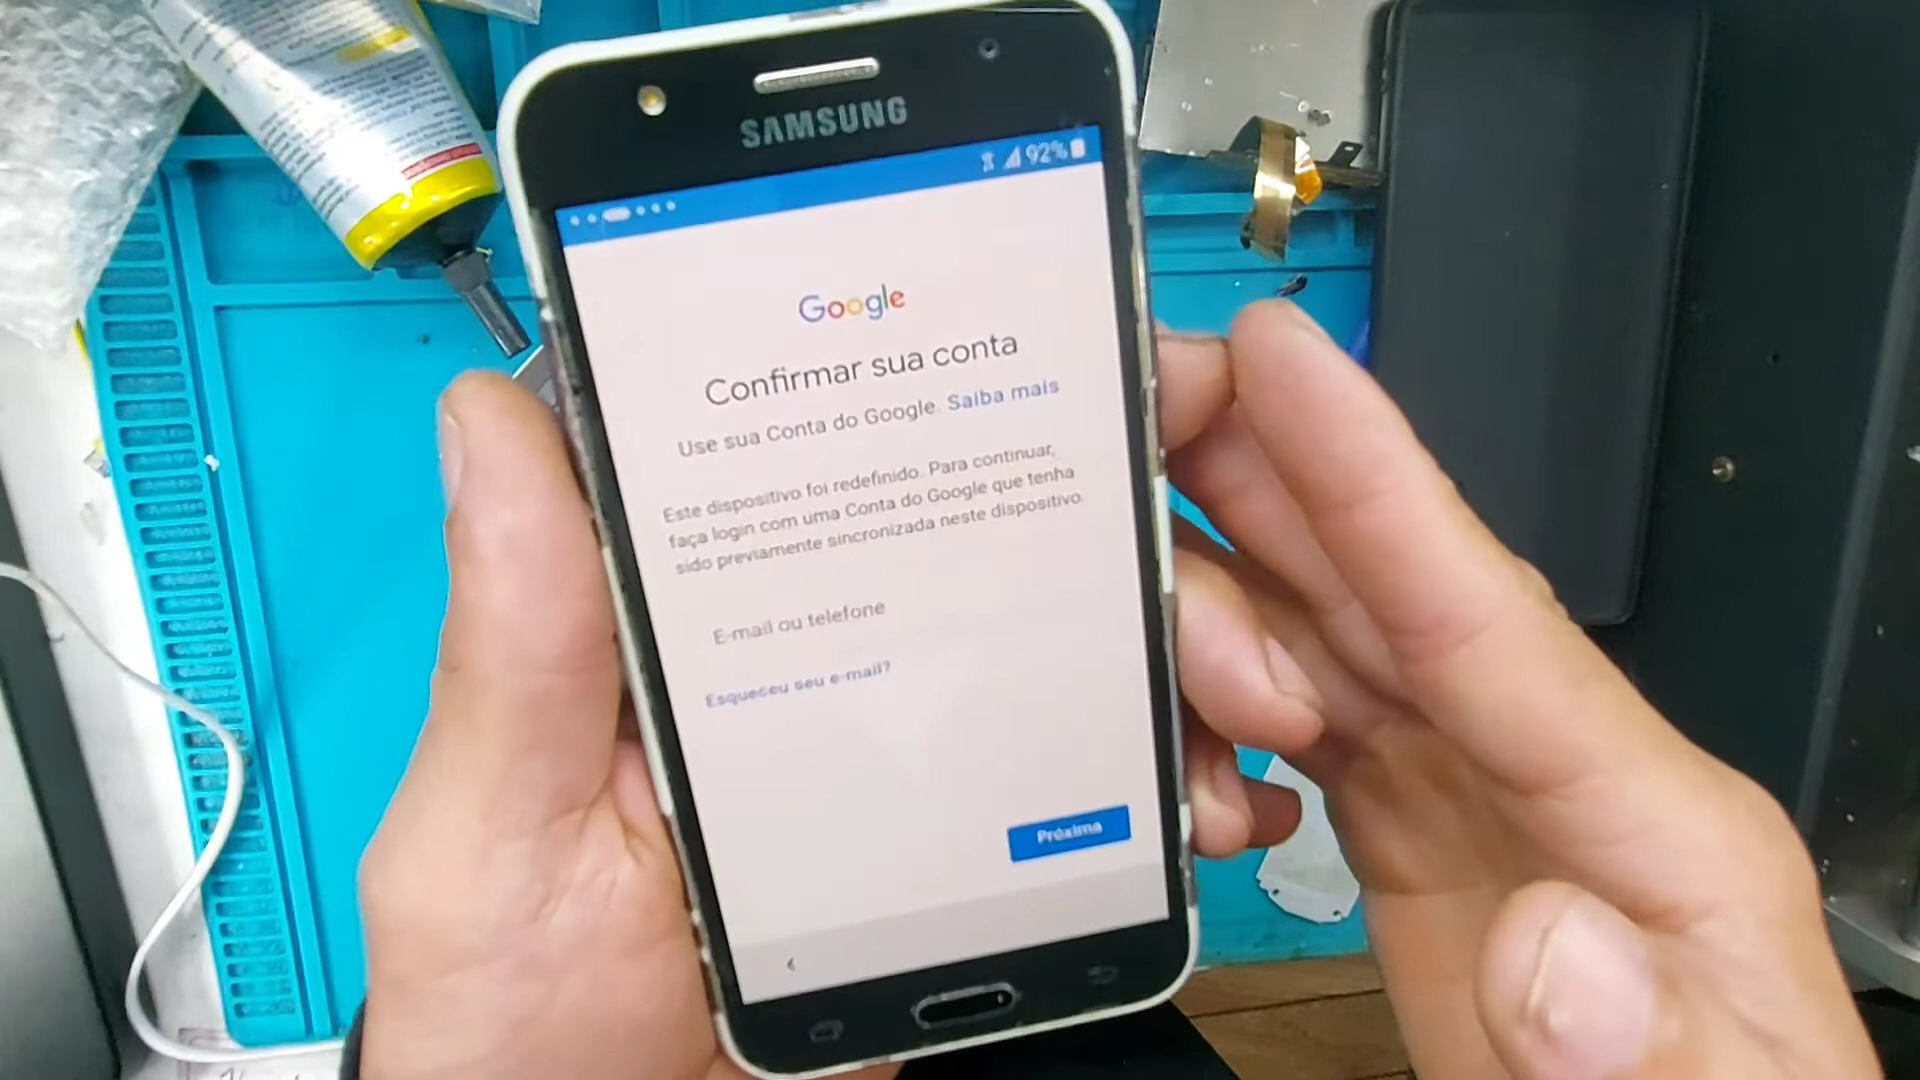 SAMSUNG
92%
Google
Confirmar sua conta
Use sua Conta do Google. Saiba mais
Este dispositivo foi redefinido. Para continuar,
faça login com uma Conta do Google que tenha
sido previamente sincronizada neste dispositivo.
E-mail ou telefone
Esqueceu seu e-mail?
Próxima